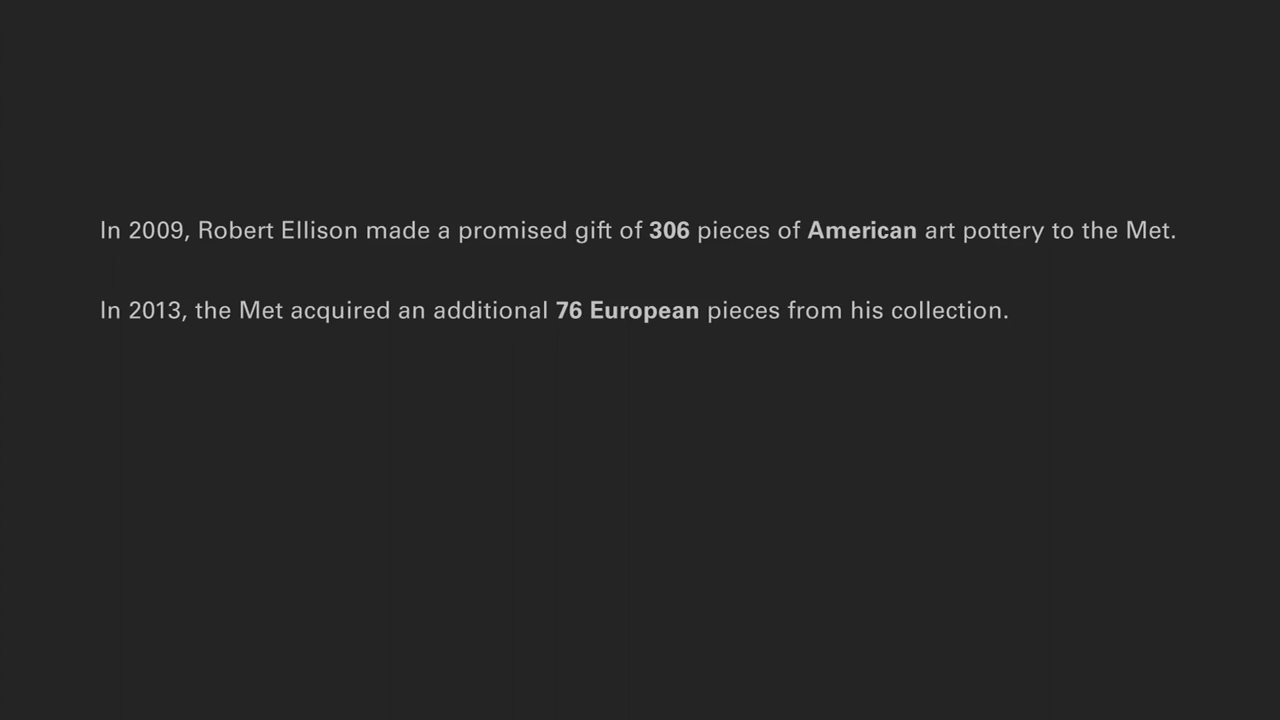 In 2009, Robert Ellison made a promised gift of 306 pieces of American art pottery to the Met.
In 2013, the Met acquired an additional 76 European pieces from his collection.